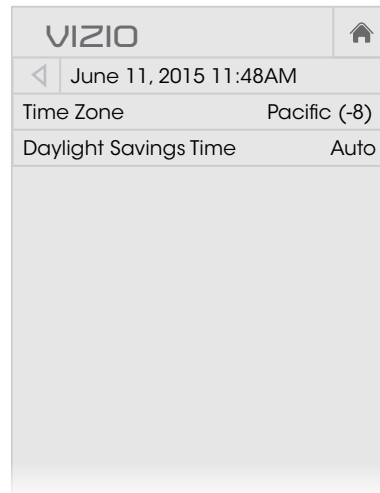 VIZIO
June 11, 2015 11:48AM
Time Zone Pacific (-8)
Daylight Savings Time Auto